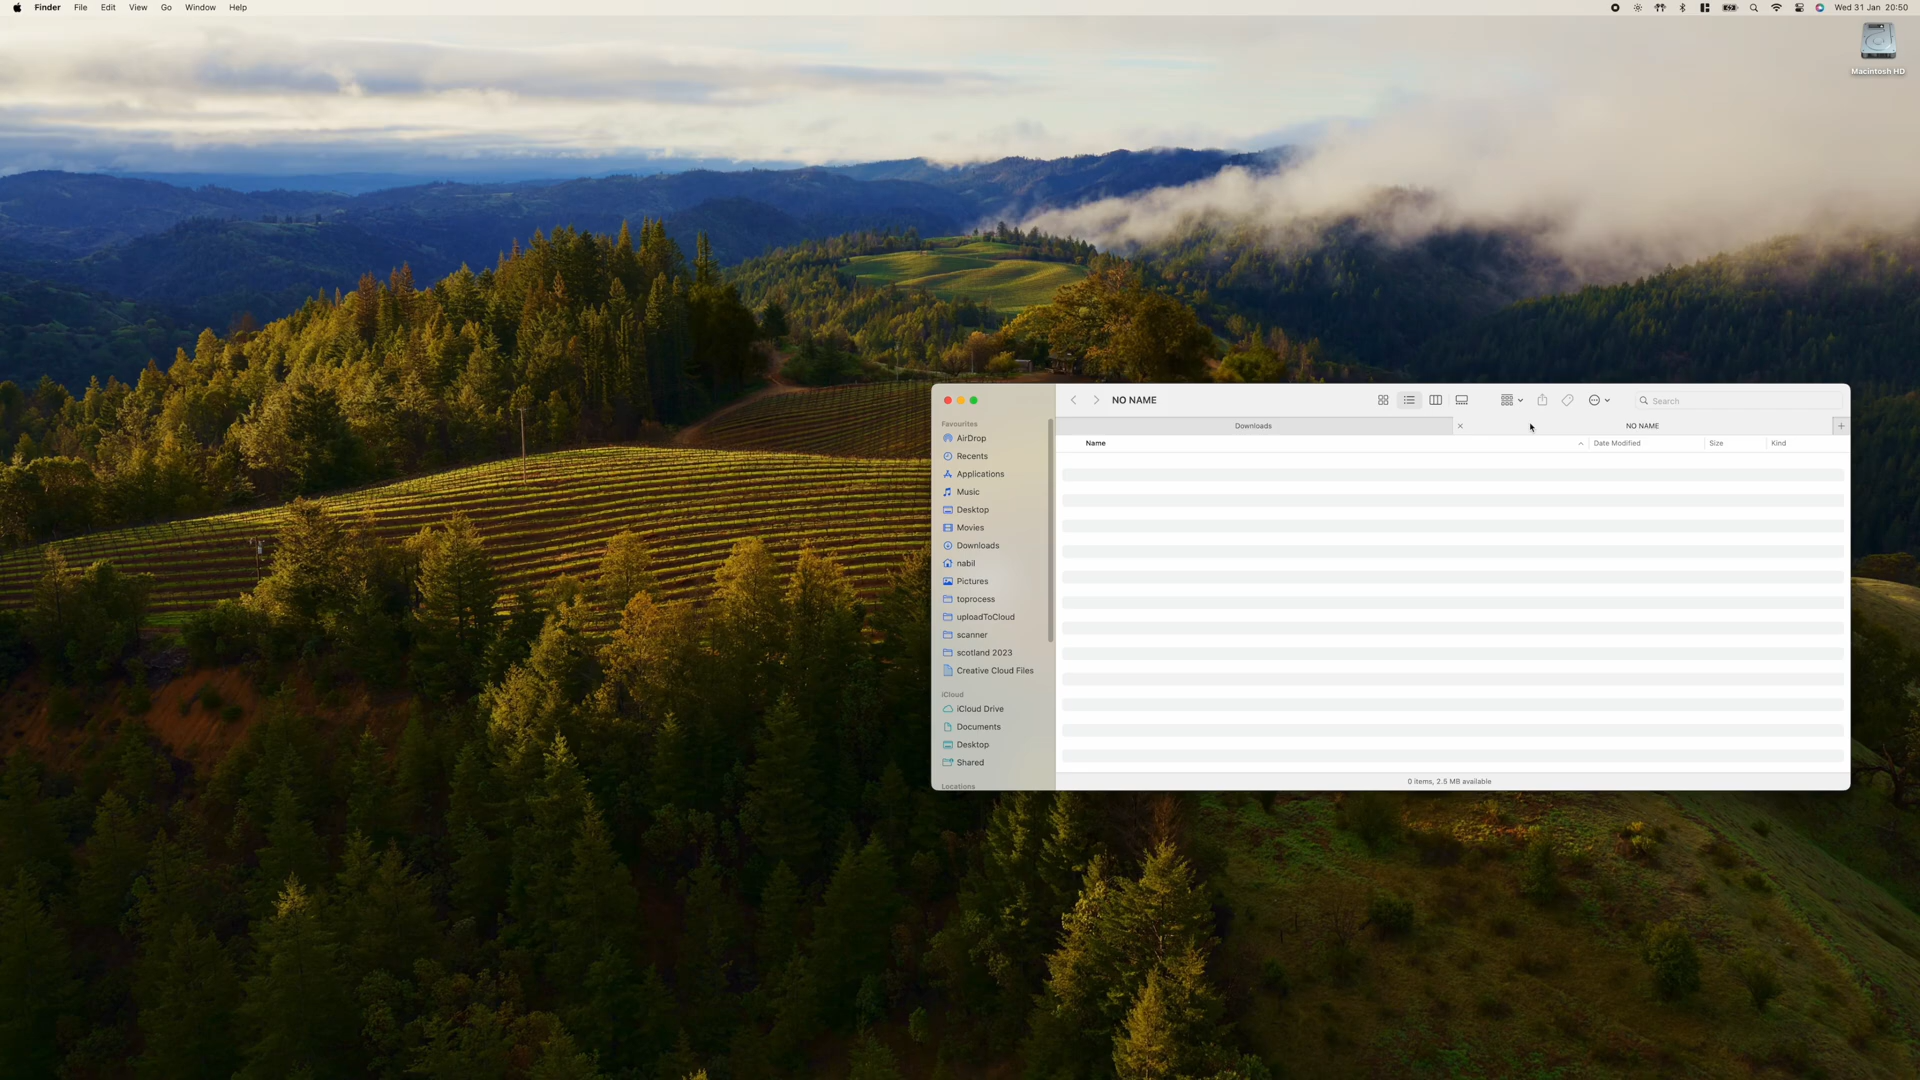 Finder File Edit View Go Window Help
Wed 31 Jan 20:50
Macintosh HD
NO NAME
Search
Downloads
NO NAME
Name
Date Modified
Size
Kind
Favourites
AirDrop
Recents
Applications
Music
Desktop
Movies
Downloads
nabil
Pictures
toprocess
uploadToCloud
scanner
scotland 2023
Creative Cloud Files
iCloud
iCloud Drive
Documents
Desktop
Shared
Locations
0 items, 2.5 MB available